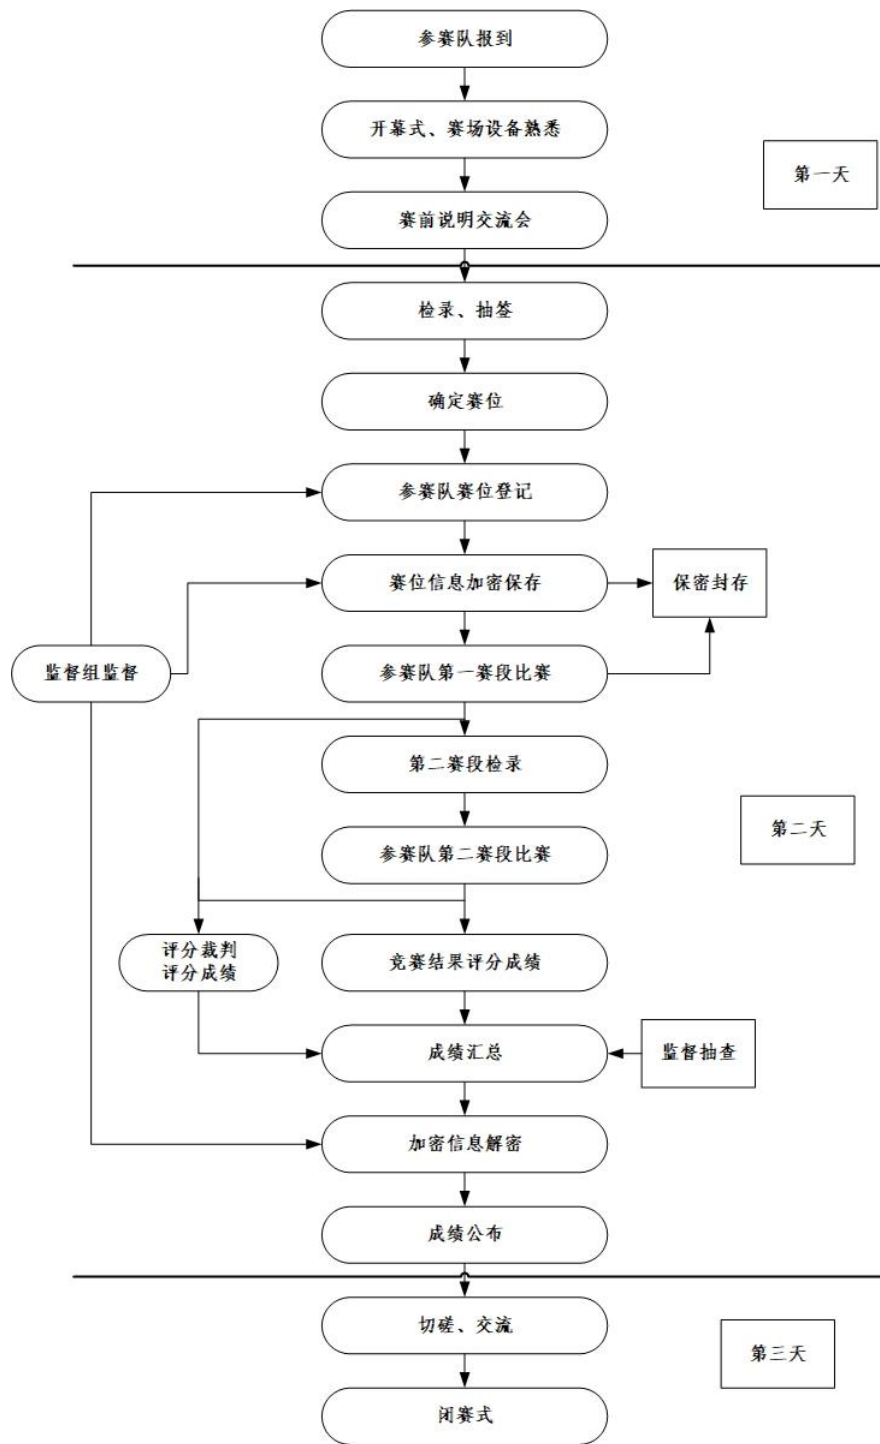 参赛队报到
开幕式、赛场设备熟悉
第一天
赛前说明交流会
检录、抽签
确定赛位
参赛队赛位登记
赛位信息加密保存
保密封存
监督组监督
参赛队第一赛段比赛
第二赛段检录
第二天
参赛队第二赛段比赛
评分裁判
评分成绩
竞赛结果评分成绩
成绩汇总
监督抽查
加密信息解密
成绩公布
切磋、交流
第三天
闭赛式